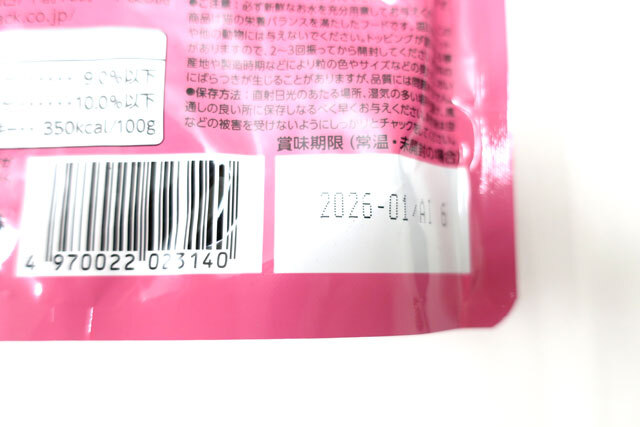 ck.co.jp/
●ご注意：必ず新鮮なお水を充分用意してお与えく
商品は猫の栄養バランスを満たしたフードです。
や他の動物には与えないでください。トッピングが
がありますので、2〜3回振ってから開封してくださ
産地や製造時期などにより粒の色やサイズなどの
にばらつきが生じることがありますが、品質には
●保存方法：直射日光のあたる場所、湿気の多い
通しの良い所に保存しなるべく早くお与えください
などの被害を受けないようにしっかりとチャック
9.0%以下
10.0%以下
350kcal/100g
賞味期限（常温・未開封の場合）
2026-01/AI 6
4 970022 023140